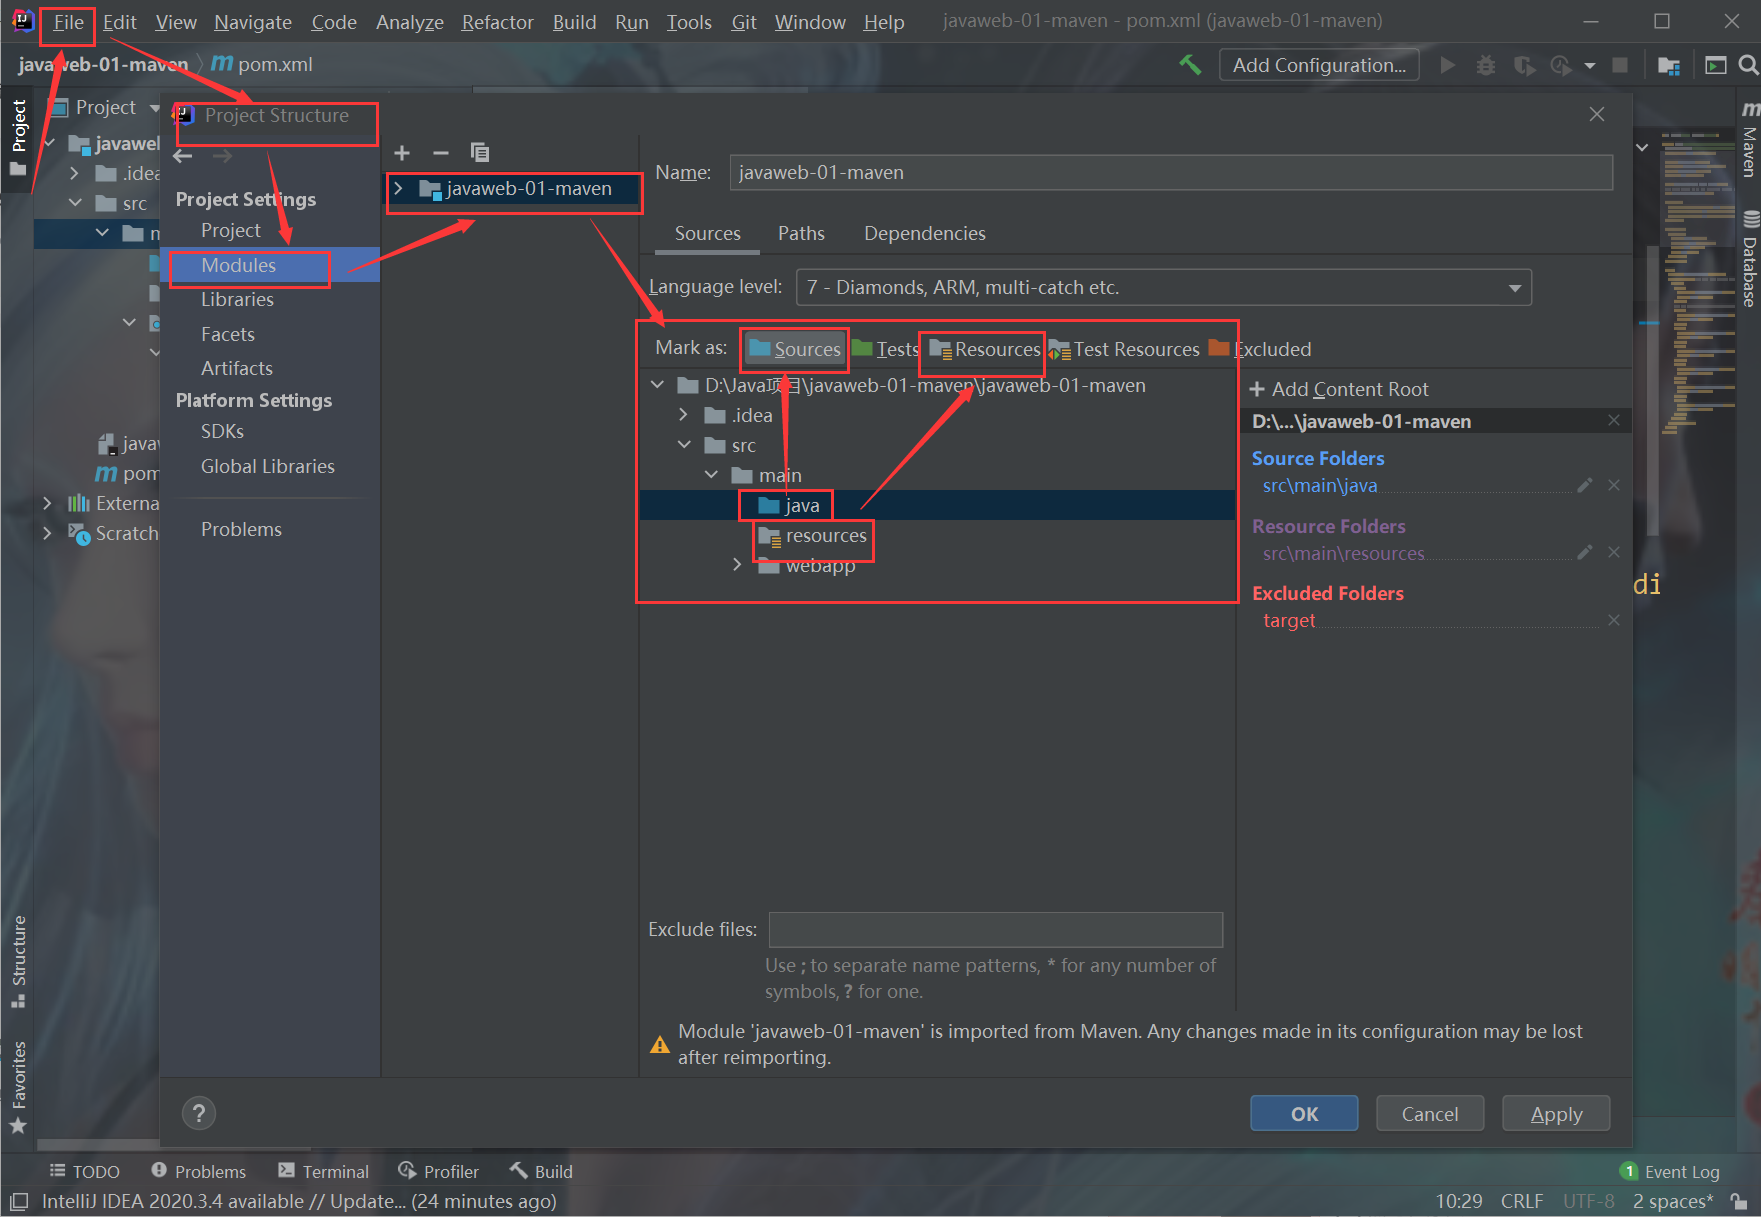 File Edit View Navigate Code Analyze Refactor Build Run Tools Git Window Help javaweb-01-maven - pom.xml (javaweb-01-maven)
javaweb-01-maven m pom.xml Add Configuration...
Project
Project
javawel
.idea
src
n
javaw
m pom
Externa
Scratch
Structure
Favorites
Project Structure
Project Settings
Project
Modules
Libraries
Facets
Artifacts
Platform Settings
SDKs
Global Libraries
Problems
javaweb-01-maven
Name: javaweb-01-maven
Sources Paths Dependencies
Language level: 7 - Diamonds, ARM, multi-catch etc.
Mark as: Sources Tests Resources Test Resources Excluded
D:\Java项目\javaweb-01-maven\javaweb-01-maven
.idea
src
main
java
resources
webapp
+ Add Content Root
D:\...\javaweb-01-maven
Source Folders
src\main\java
Resource Folders
src\main\resources
Excluded Folders
target
Exclude files:
Use ; to separate name patterns, * for any number of
symbols, ? for one.
Module 'javaweb-01-maven' is imported from Maven. Any changes made in its configuration may be lost
after reimporting.
?
OK Cancel Apply
m Maven
Database
di
TODO Problems Terminal Profiler Build 1 Event Log
IntelliJ IDEA 2020.3.4 available // Update... (24 minutes ago) 10:29 CRLF UTF-8 2 spaces*